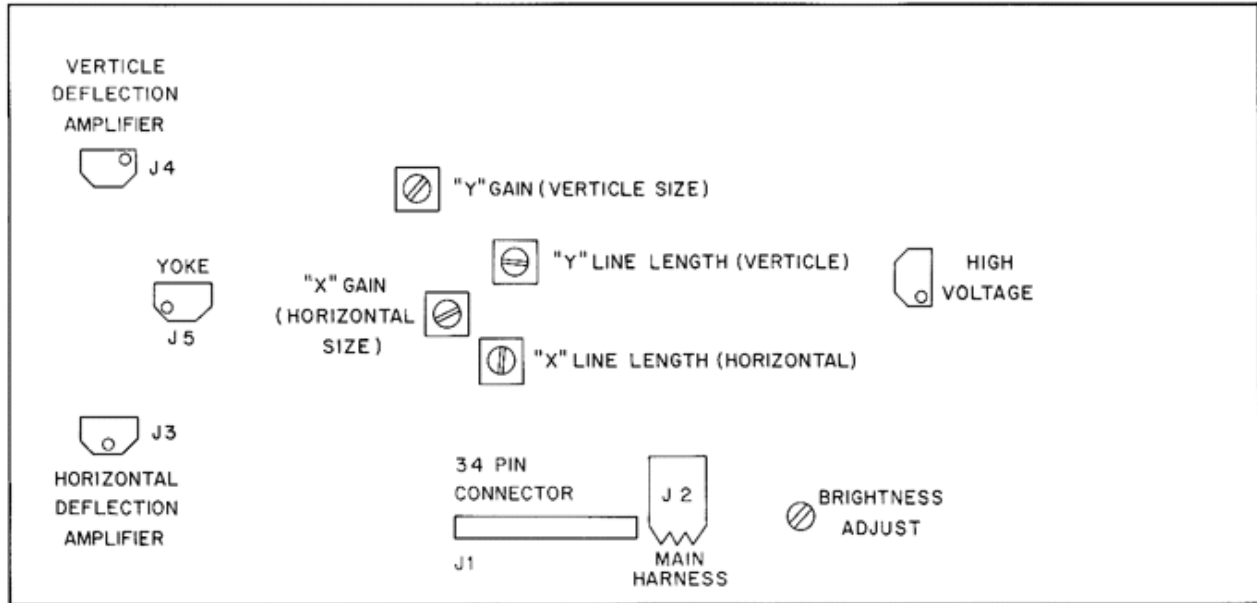 VERTICLE
DEFLECTION
AMPLIFIER
J4
"Y" GAIN (VERTICLE SIZE)
"Y" LINE LENGTH (VERTICLE)
YOKE
J5
"X" GAIN
(HORIZONTAL
SIZE)
HIGH
VOLTAGE
"X" LINE LENGTH (HORIZONTAL)
J3
HORIZONTAL
DEFLECTION
AMPLIFIER
34 PIN
CONNECTOR
J1
J2
MAIN
HARNESS
BRIGHTNESS
ADJUST